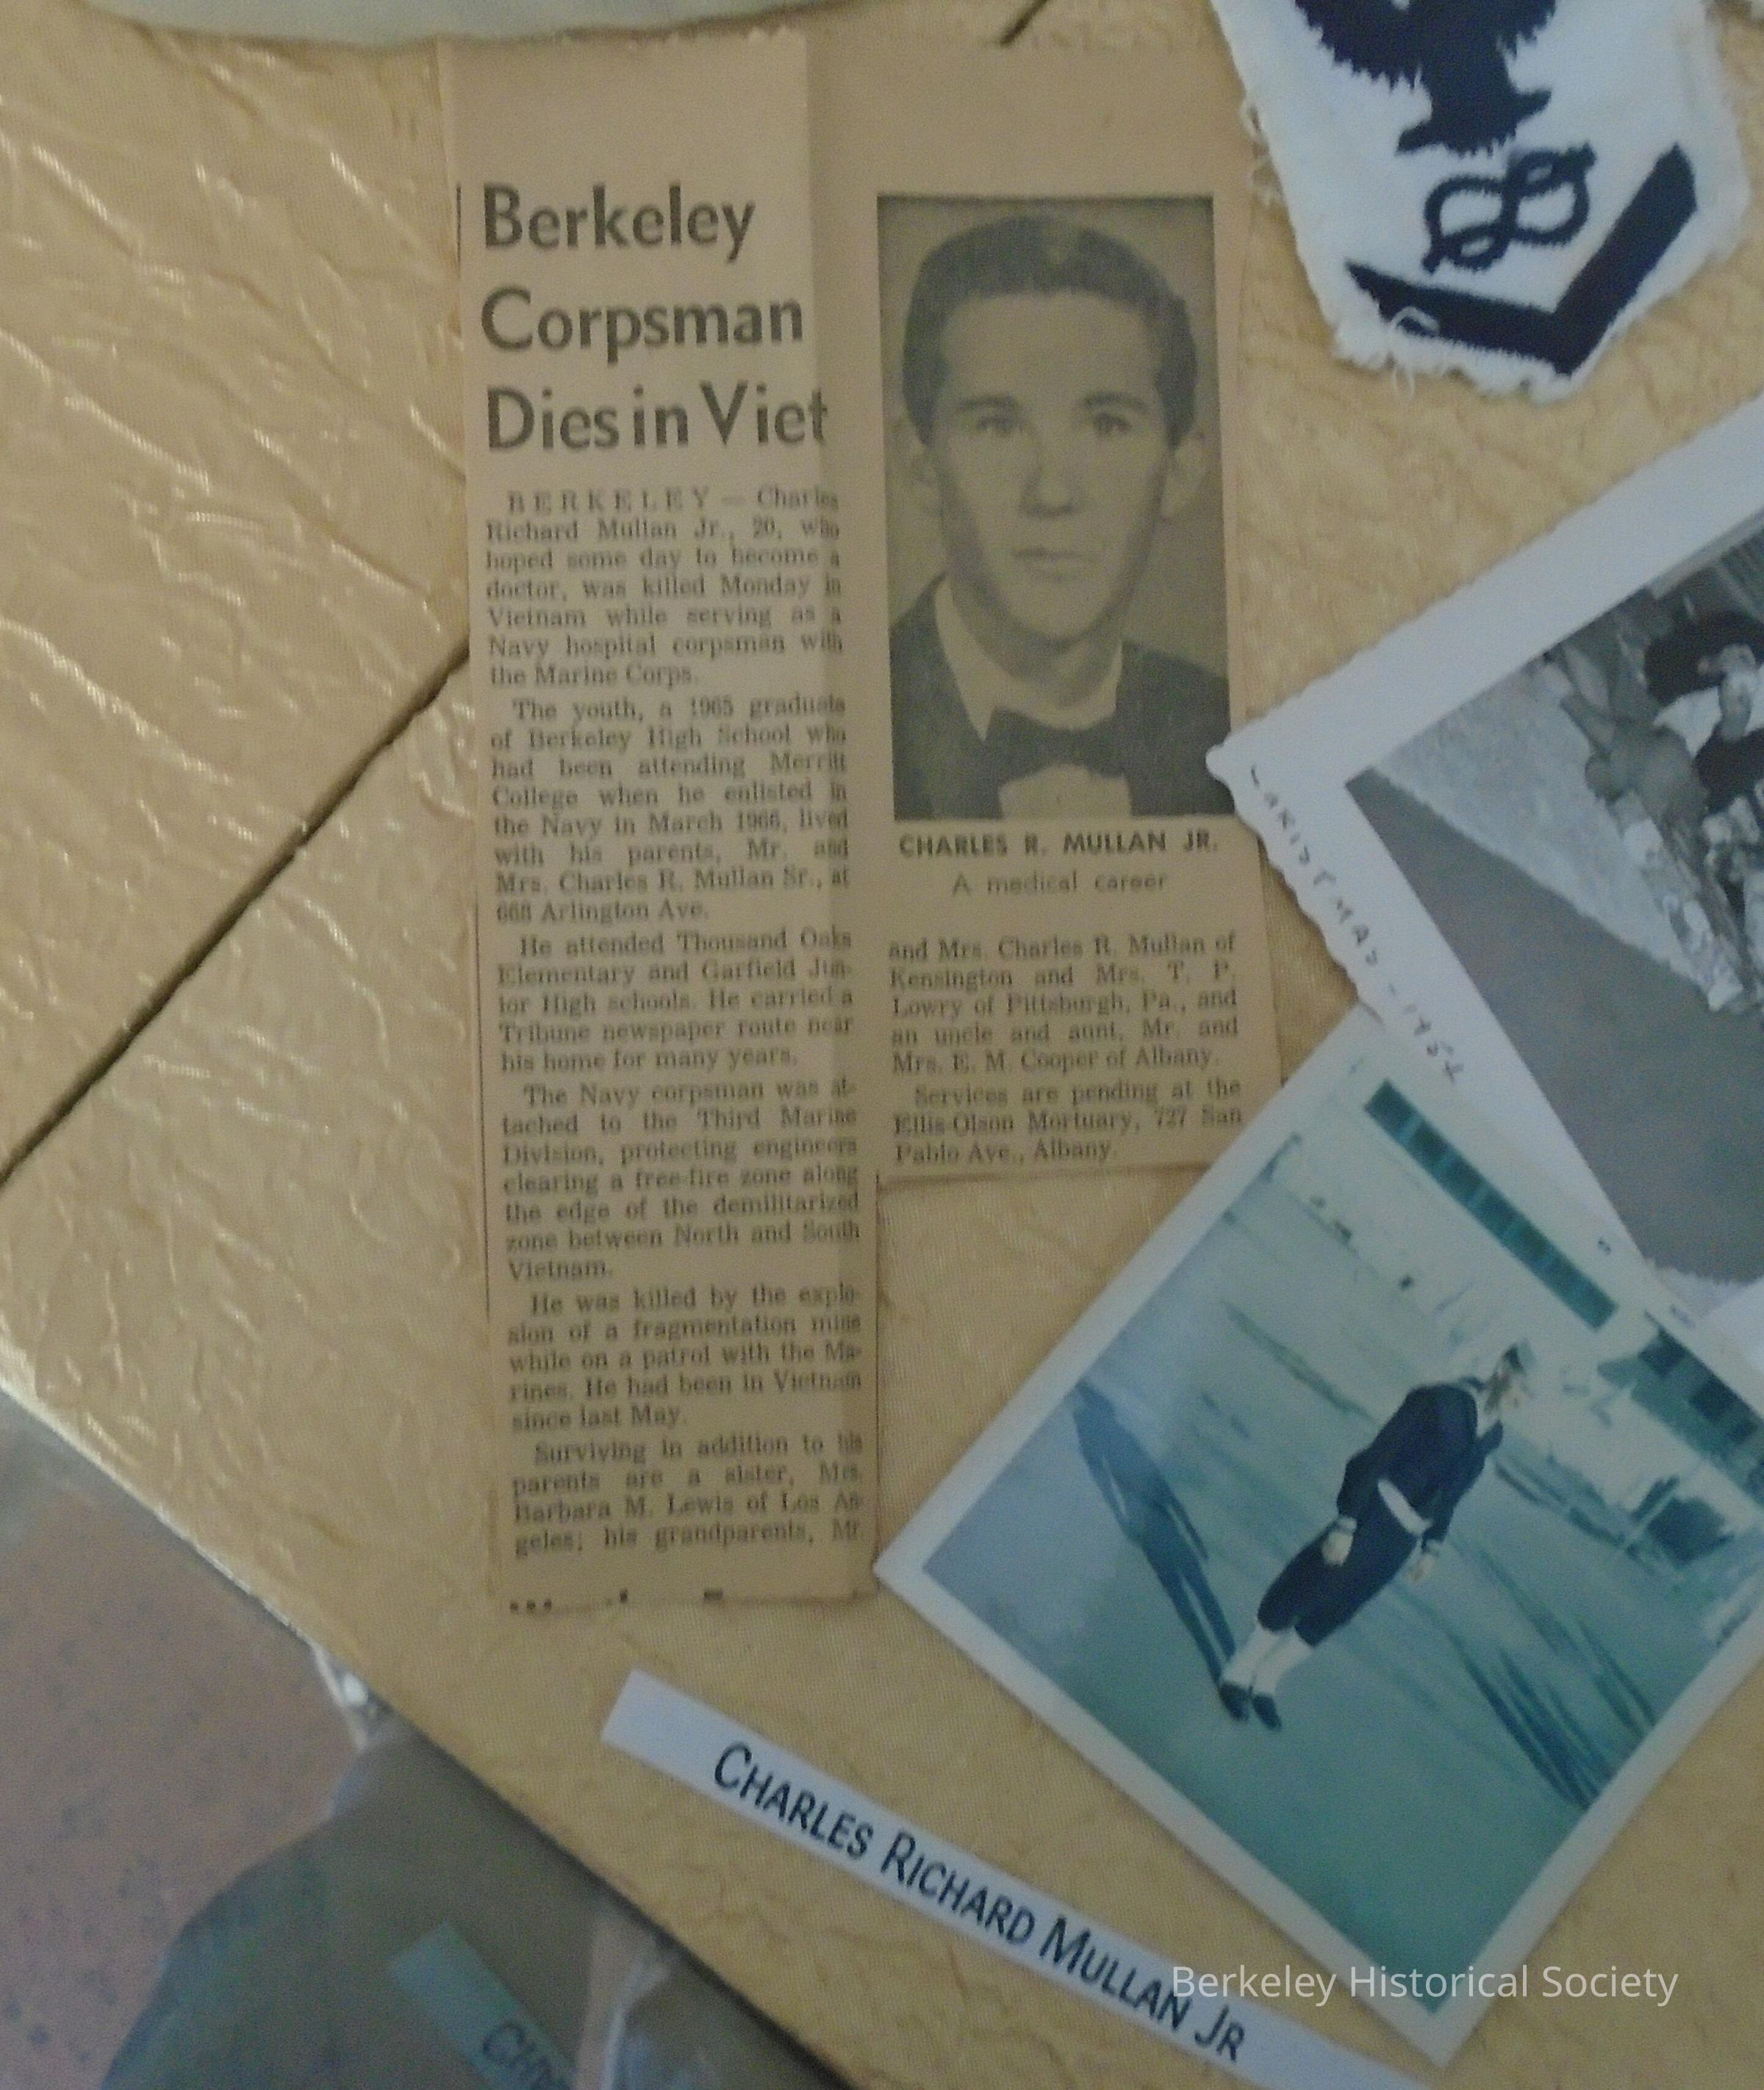 Berkeley
Corpsman
Dies in Viet
BERKELEY — Charles
Richard Mullan Jr., 20, who
hoped some day to become a
doctor, was killed Monday in
Vietnam while serving as a
Navy hospital corpsman with
the Marine Corps.
The youth, a 1965 graduate
of Berkeley High School who
had been attending Merritt
College when he enlisted in
the Navy in March 1966, lived
with his parents, Mr. and
Mrs. Charles R. Mullan Sr., at
668 Arlington Ave.
He attended Thousand Oaks
Elementary and Garfield Jun-
ior High schools. He carried a
Tribune newspaper route near
his home for many years.
The Navy corpsman was at-
tached to the Third Marine
Division, protecting engineers
clearing a free-fire zone along
the edge of the demilitarized
zone between North and South
Vietnam.
He was killed by the explo-
sion of a fragmentation mine
while on a patrol with the Ma-
rines. He had been in Vietnam
since last May.
Surviving in addition to his
parents are a sister, Mrs.
Barbara M. Lewis of Los An-
geles; his grandparents, Mr.
CHARLES R. MULLAN JR.
A medical career
and Mrs. Charles R. Mullan of
Kensington and Mrs. T. P.
Lowry of Pittsburgh, Pa., and
an uncle and aunt, Mr. and
Mrs. E. M. Cooper of Albany.
Services are pending at the
Ellis-Olson Mortuary, 727 San
Pablo Ave., Albany.
CHRISTMAS - 1954
CHARLES RICHARD MULLAN JR
Berkeley Historical Society